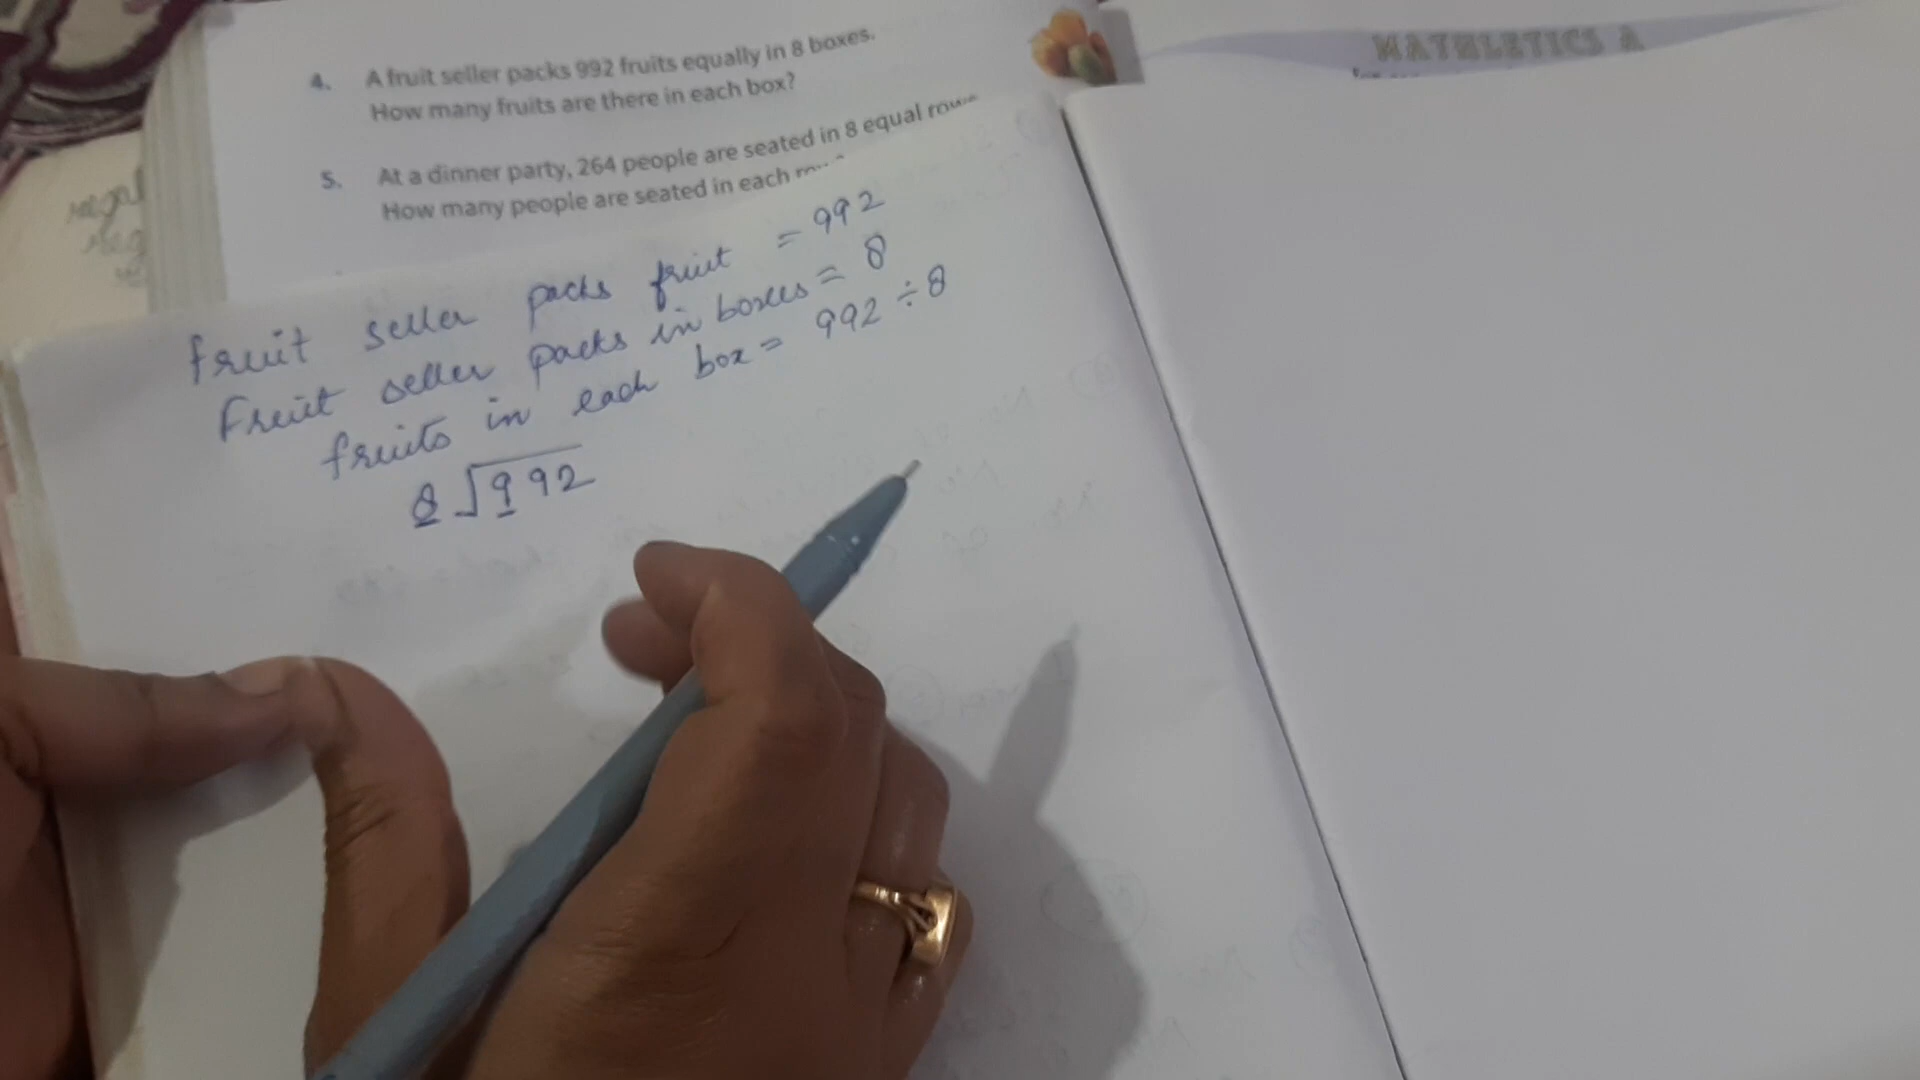 MATHLETICS A
4. A fruit seller packs 992 fruits equally in 8 boxes.
How many fruits are there in each box?
5. At a dinner party, 264 people are seated in 8 equal rows
How many people are seated in each
fruit seller packs fruit = 992
Fruit seller packs in boxes = 8
fruits in each box = 992 ÷ 8
8 √992